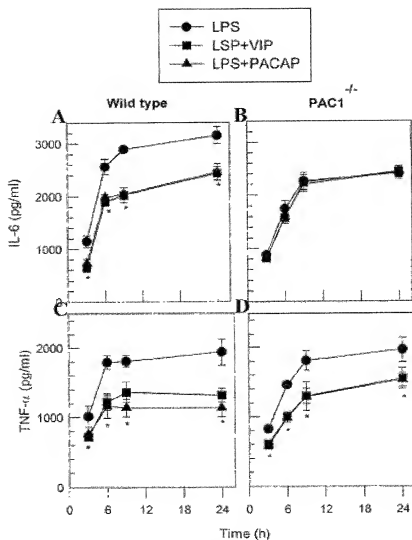 LPS
LSP+VIP
LPS+PACAP
A
Wild type
B
PAC1 -/-
IL-6 (pg/ml)
3000
2000
1000
0
*
*
*
*
C
D
TNF-α (pg/ml)
2000
1000
0
*
*
*
*
*
*
*
*
0 6 12 18 24
0 6 12 18 24
Time (h)